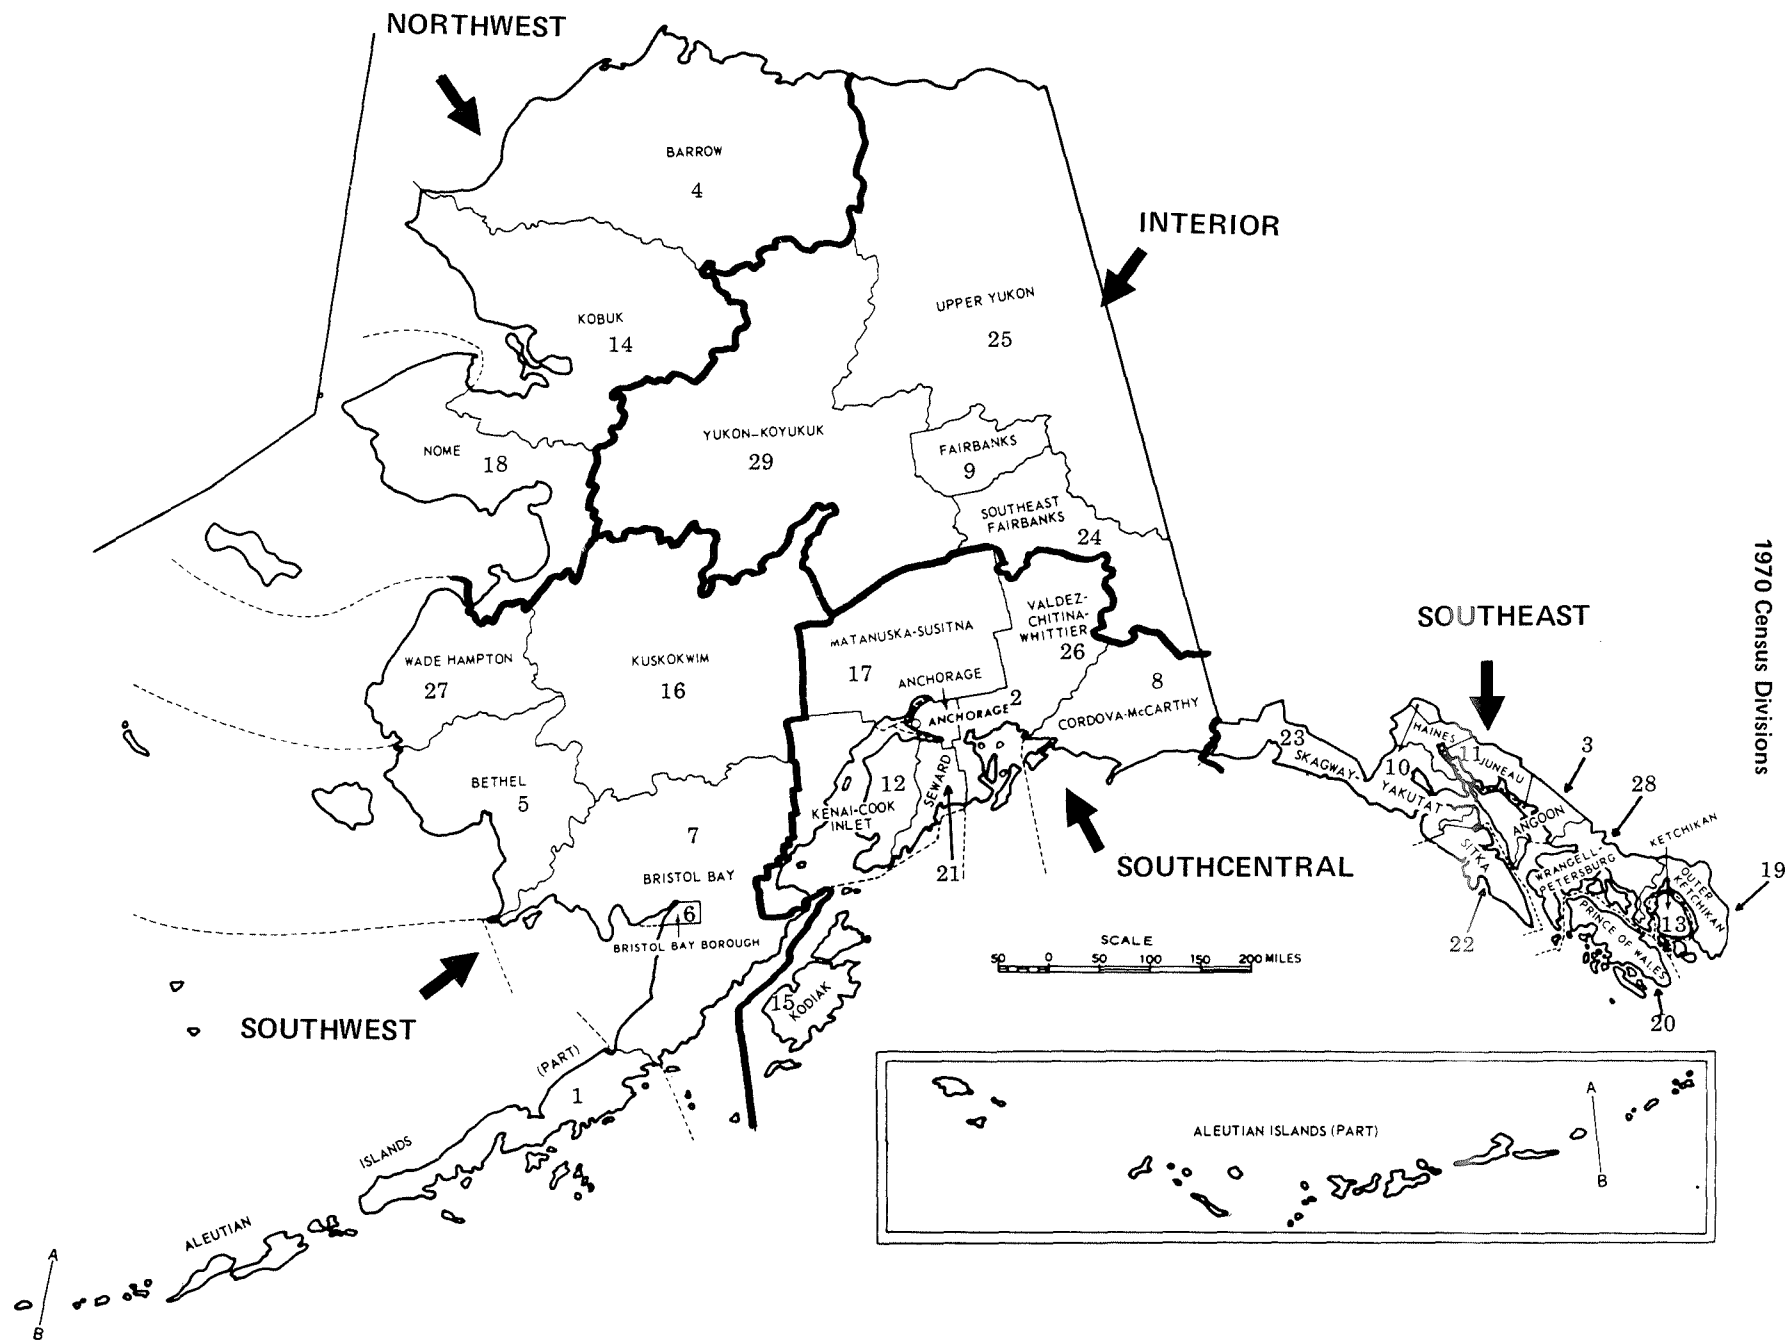 NORTHWEST
BARROW
4
INTERIOR
UPPER YUKON
25
KOBUK
14
YUKON-KOYUKUK
29
NOME
18
FAIRBANKS
9
SOUTHEAST
FAIRBANKS
24
1970 Census Divisions
SOUTHEAST
VALDEZ-
CHITINA-
WHITTIER
26
MATANUSKA-SUSITNA
17
WADE HAMPTON
27
KUSKOKWIM
16
ANCHORAGE
2
ANCHORAGE
8
CORDOVA-McCARTHY
23
SKAGWAY-
YAKUTAT
HAINES
10
11
JUNEAU
3
28
BETHEL
5
12
KENAI-COOK
INLET
SEWARD
21
7
BRISTOL BAY
6
BRISTOL BAY BOROUGH
SOUTHCENTRAL
ANGOON
SITKA
22
WRANGELL-
PETERSBURG
KETCHIKAN
OUTER
KETCHIKAN
19
13
PRINCE OF WALES
20
SCALE
50 0 50 100 150 200 MILES
SOUTHWEST
15
KODIAK
(PART)
1
ISLANDS
ALEUTIAN
A
B
ALEUTIAN ISLANDS (PART)
A
B